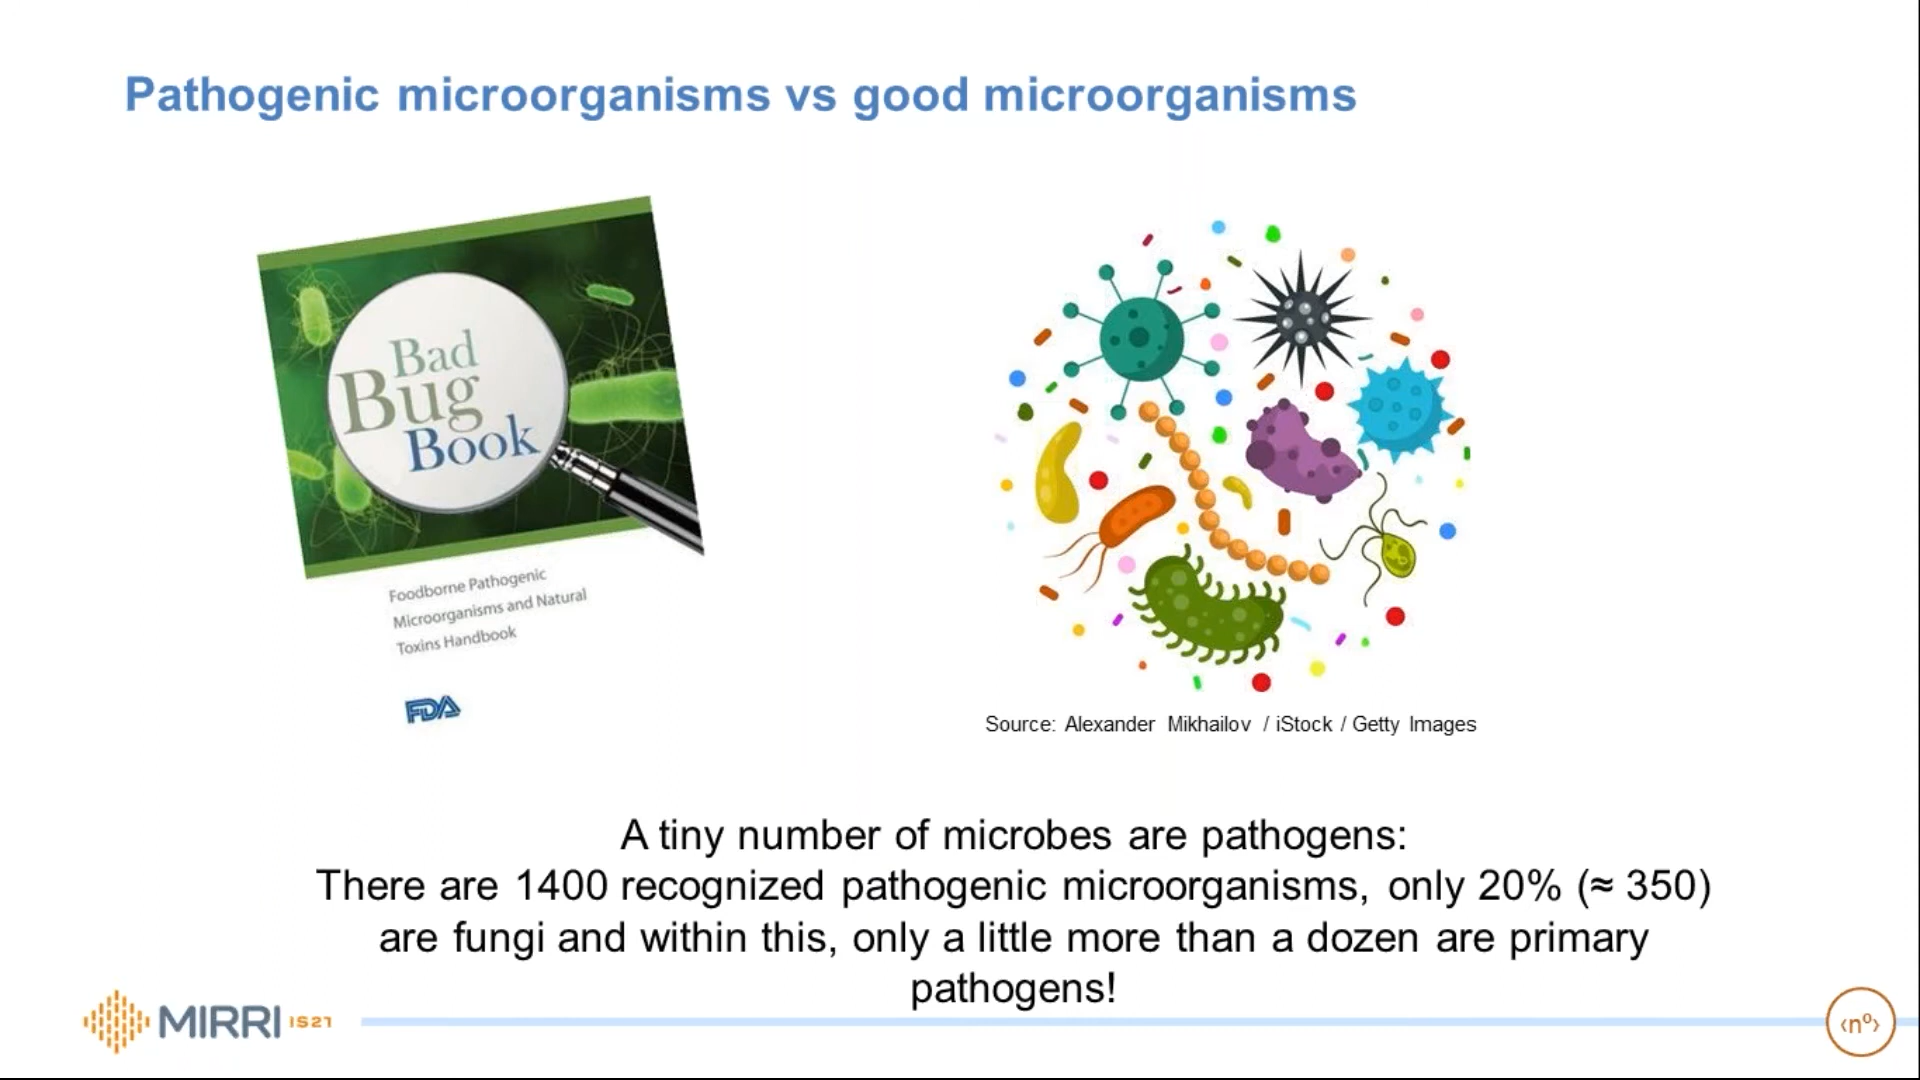 Pathogenic microorganisms vs good microorganisms
Bad
Bug
Book
Foodborne Pathogenic
Microorganisms and Natural
Toxins Handbook
FDA
Source: Alexander Mikhailov / iStock / Getty Images
A tiny number of microbes are pathogens:
There are 1400 recognized pathogenic microorganisms, only 20% (≈ 350)
are fungi and within this, only a little more than a dozen are primary
pathogens!
MIRRI IS21
‹nº›